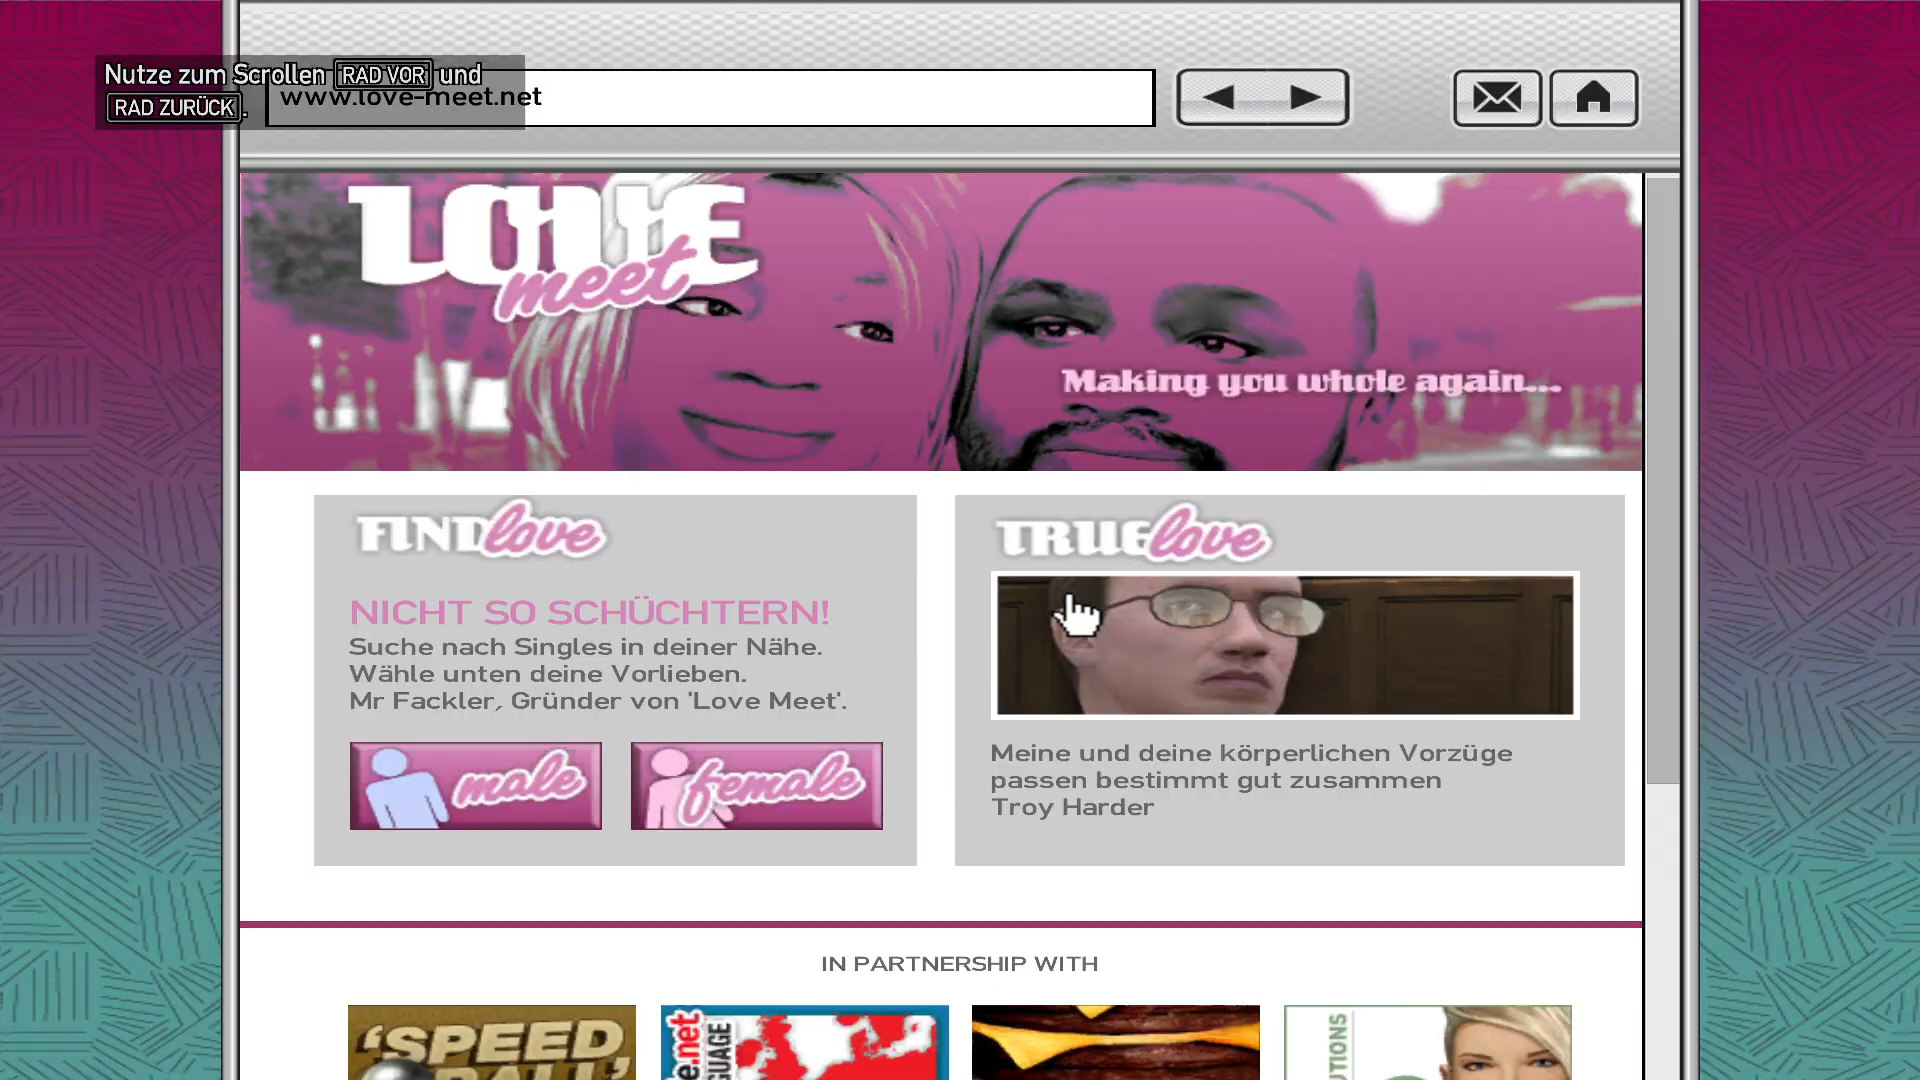 Nutze zum Scrollen RAD VOR und
RAD ZURÜCK.
www.love-meet.net
LOVE
meet
Making you whole again...
FIND love
NICHT SO SCHÜCHTERN!
Suche nach Singles in deiner Nähe.
Wähle unten deine Vorlieben.
Mr Fackler, Gründer von 'Love Meet'.
male
female
TRUE love
Meine und deine körperlichen Vorzüge
passen bestimmt gut zusammen
Troy Harder
IN PARTNERSHIP WITH
'SPEED
BALL'